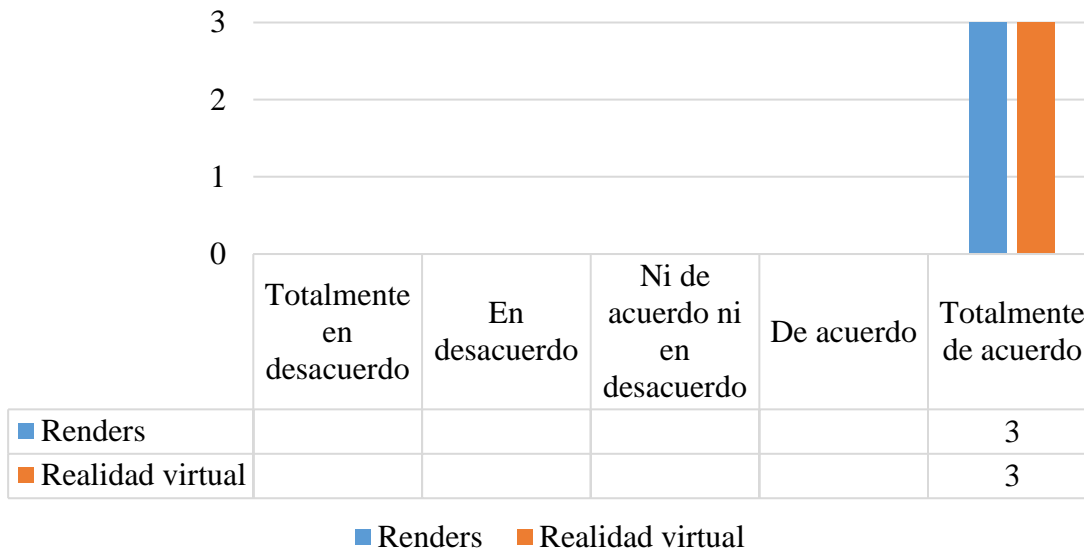 3
2
1
0
Totalmente
en
desacuerdo
En
desacuerdo
Ni de
acuerdo ni
en
desacuerdo
De acuerdo
Totalmente
de acuerdo
Renders 3
Realidad virtual 3
Renders Realidad virtual